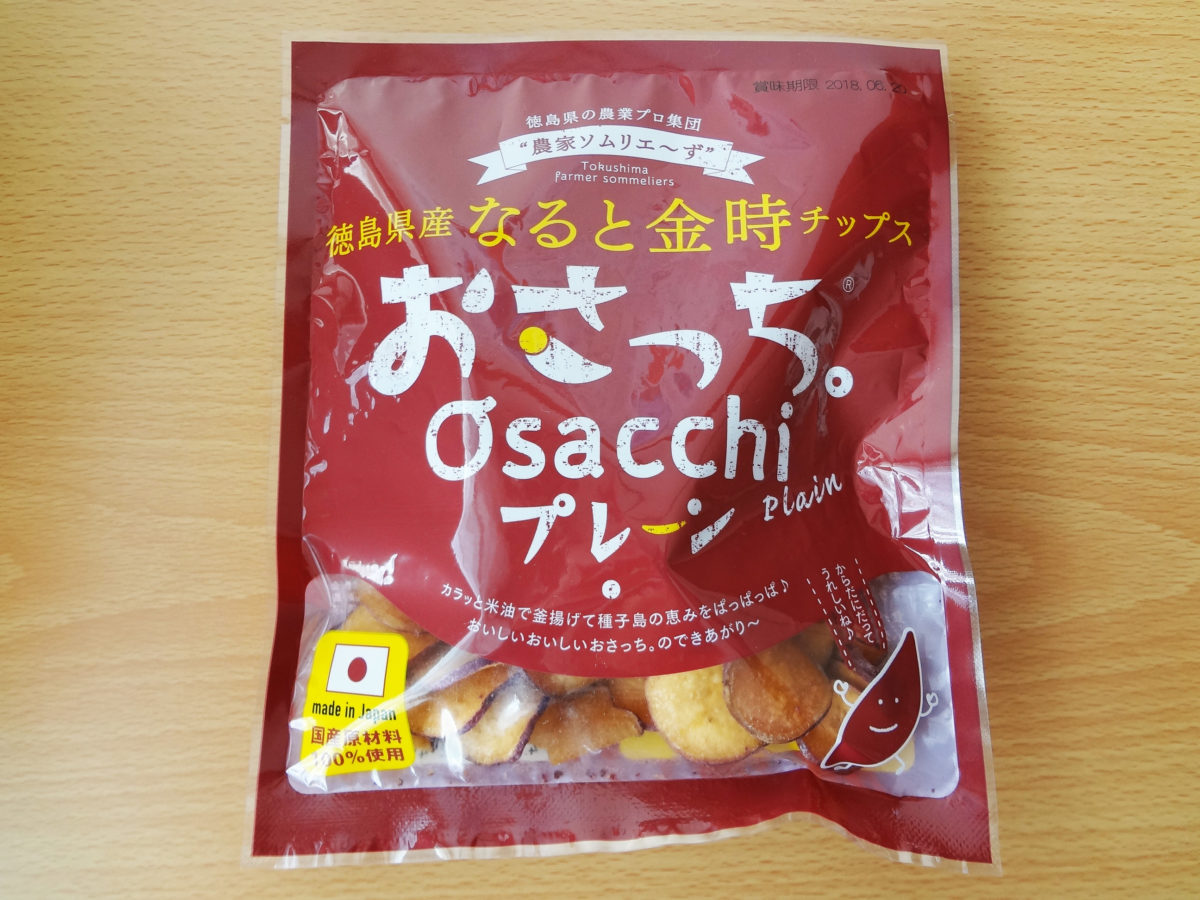 賞味期限 2018.06.20
徳島県の農業プロ集団
“農家ソムリエ～ず”
Tokushima
farmer sommeliers
徳島県産 なると金時チップス
おさっち。®
Osacchi
プレーン Plain
カラッと米油で釜揚げて種子島の恵みをぱっぱっぱ♪
おいしいおいしいおさっち。のできあがり～
からだにだって
うれしいね♪
made in Japan
国産原材料
100%使用